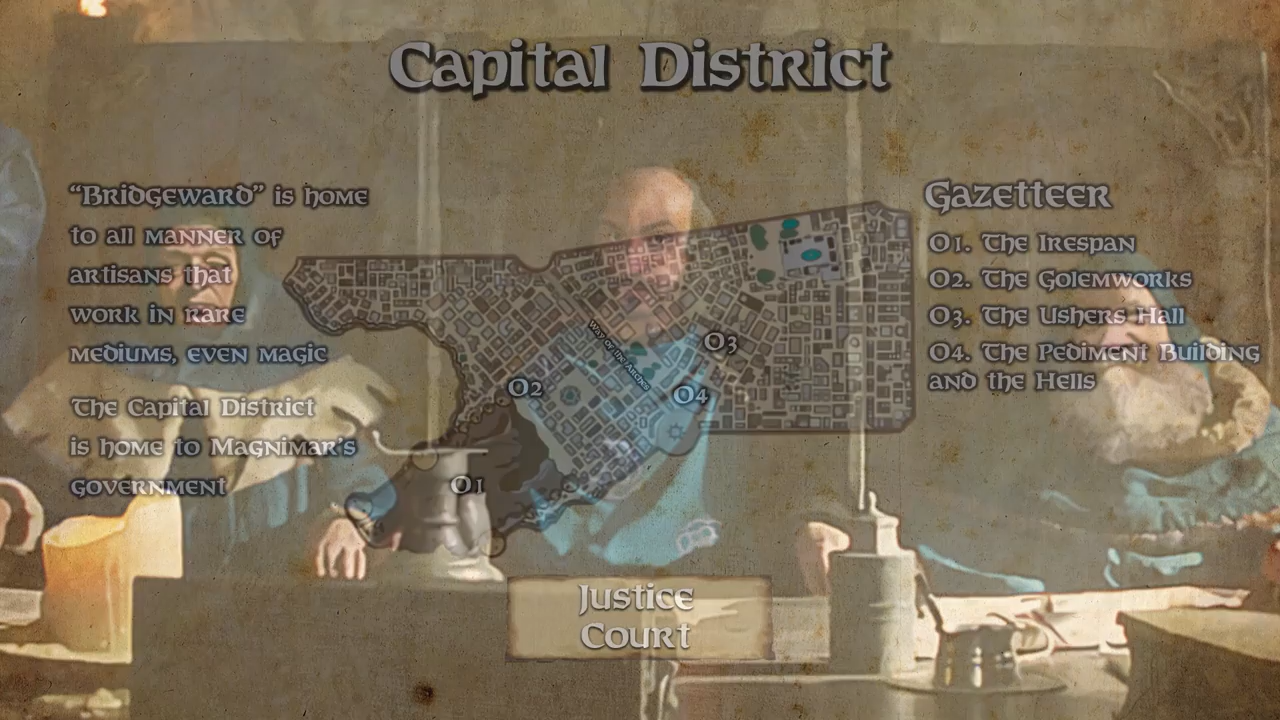 Capital District
“Bridgeward” is home
to all manner of
artisans that
work in rare
mediums, even magic
The Capital District
is home to Magnimar's
government
Way of the Arches
O2
O3
O4
O1
Gazetteer
O1. The Irespan
O2. The Golemworks
O3. The Ushers Hall
O4. The Pediment Building
and the Hells
Justice
Court